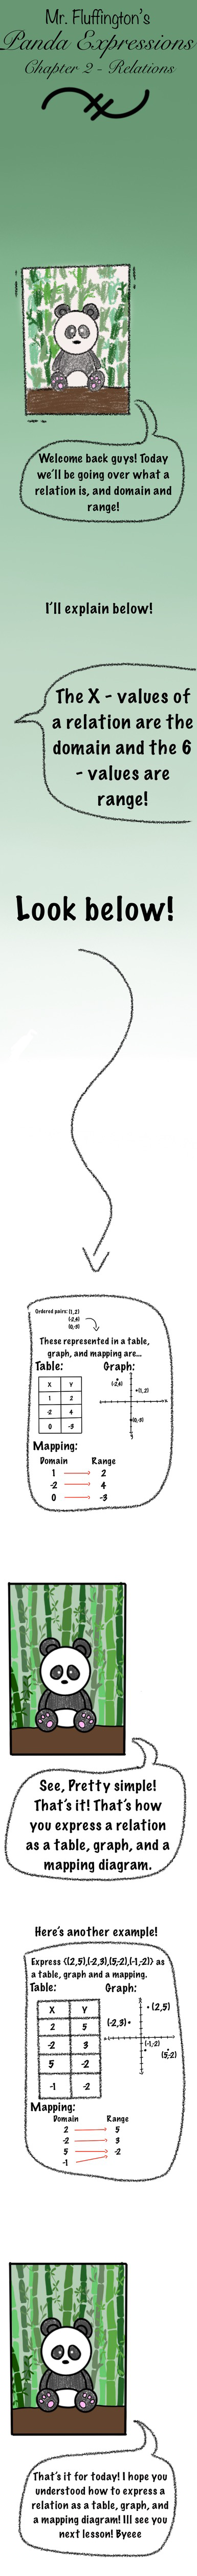 Mr. Fluffington's
Panda Expressions
Chapter 2 - Relations
Welcome back guys! Today
we'll be going over what a
relation is, and domain and
range!
I'll explain below!
The X - values of
a relation are the
domain and the 6
- values are
range!
Look below!
Ordered pairs: (1,2)
(-2,4)
(0,-3)
These represented in a table,
graph, and mapping are...
Table: Graph:
X Y
1 2
-2 4
0 -3
(-2,4)
(1,2)
(0,-3)
Mapping:
Domain Range
1 2
-2 4
0 -3
See, Pretty simple!
That's it! That's how
you express a relation
as a table, graph, and a
mapping diagram.
Here's another example!
Express {(2,5),(-2,3),(5,-2),(-1,-2)} as
a table, graph and a mapping.
Table: Graph:
X Y
2 5
-2 3
5 -2
-1 -2
(2,5)
(-2,3)
(-1,-2)
(5,-2)
Mapping:
Domain Range
2 5
-2 3
5 -2
-1
That's it for today! I hope you
understood how to express a
relation as a table, graph, and
a mapping diagram! Ill see you
next lesson! Byeee